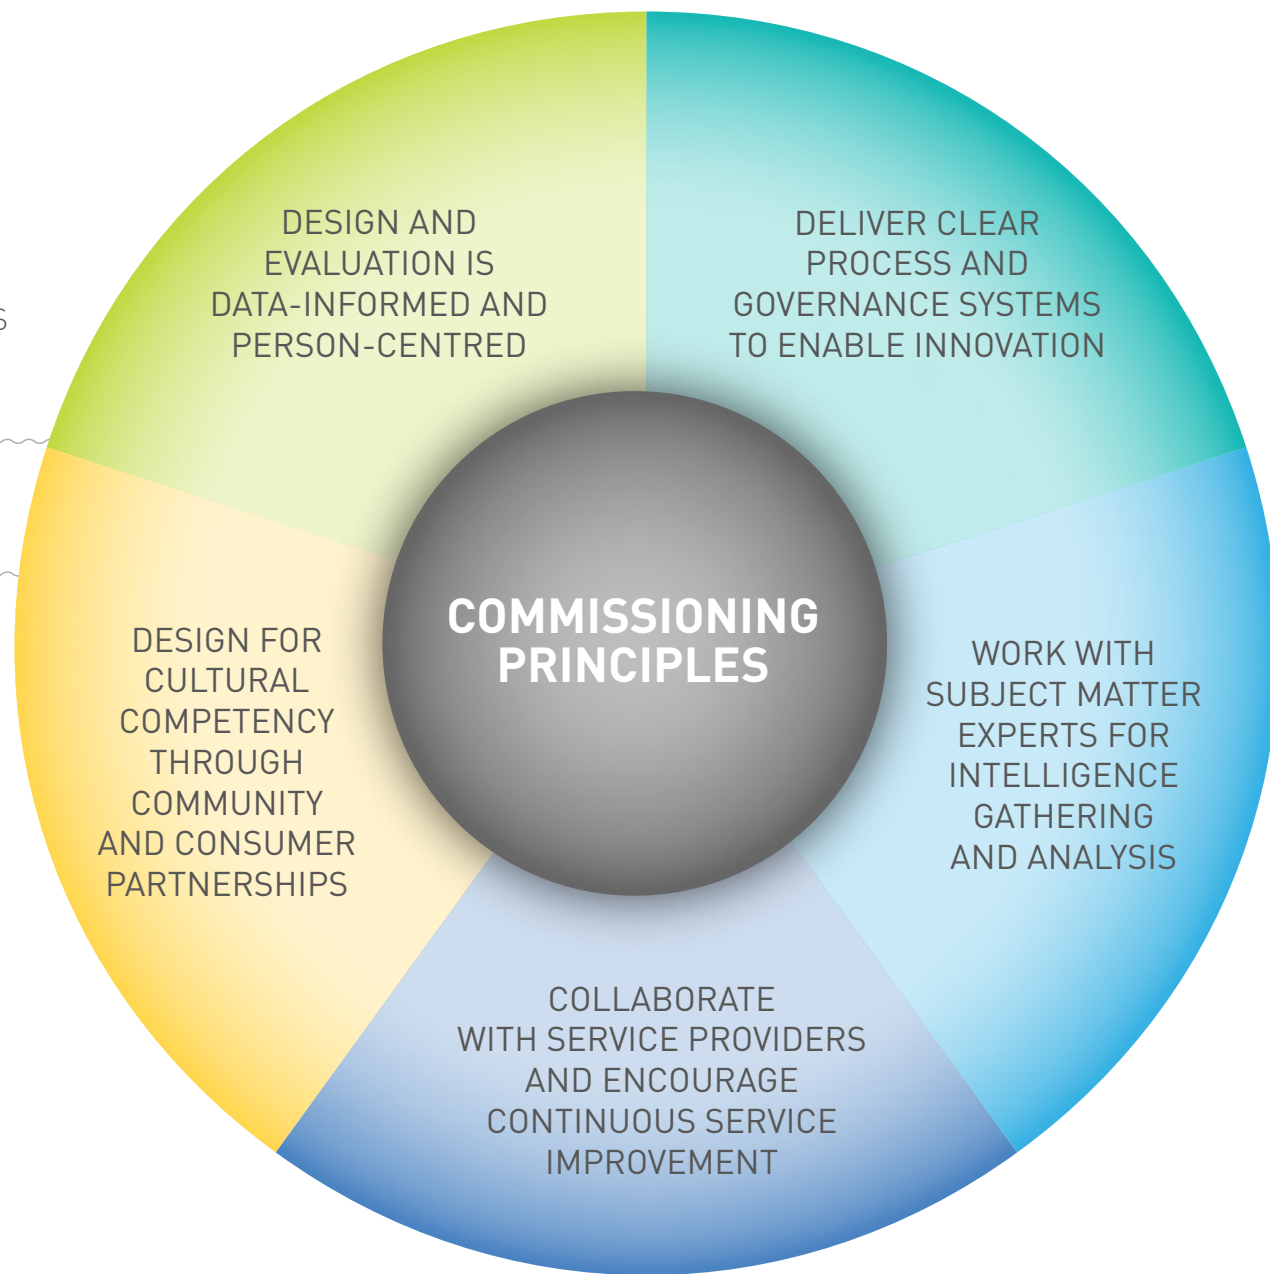 DESIGN AND
EVALUATION IS
DATA-INFORMED AND
PERSON-CENTRED
DELIVER CLEAR
PROCESS AND
GOVERNANCE SYSTEMS
TO ENABLE INNOVATION
COMMISSIONING
PRINCIPLES
DESIGN FOR
CULTURAL
COMPETENCY
THROUGH
COMMUNITY
AND CONSUMER
PARTNERSHIPS
WORK WITH
SUBJECT MATTER
EXPERTS FOR
INTELLIGENCE
GATHERING
AND ANALYSIS
COLLABORATE
WITH SERVICE PROVIDERS
AND ENCOURAGE
CONTINUOUS SERVICE
IMPROVEMENT